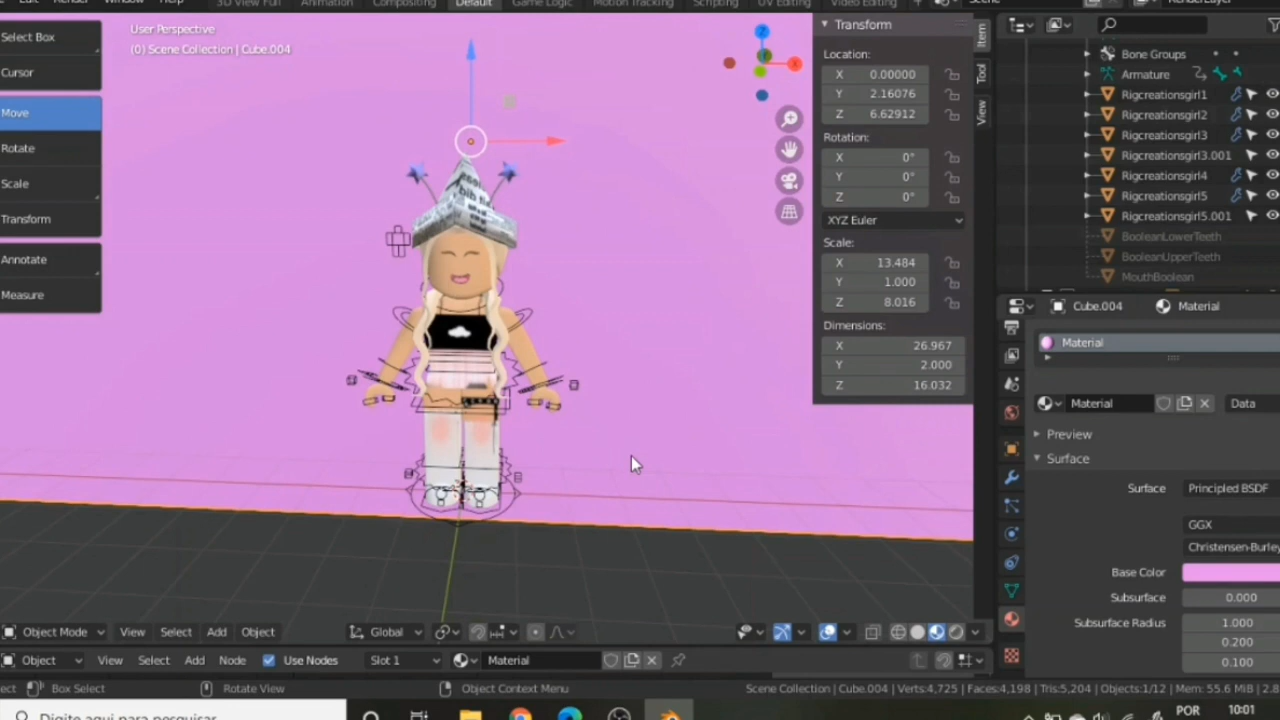 Edit Render Window Help
3D View Full Animation Compositing Default Game Logic Motion Tracking Scripting UV Editing Video Editing + Scene RenderLayer
Select Box
Cursor
Move
Rotate
Scale
Transform
Annotate
Measure
User Perspective
(0) Scene Collection | Cube.004
Z
X
Transform
Location:
X 0.00000
Y 2.16076
Z 6.62912
Rotation:
X 0°
Y 0°
Z 0°
XYZ Euler
Scale:
X 13.484
Y 1.000
Z 8.016
Dimensions:
X 26.967
Y 2.000
Z 16.032
Item
Tool
View
Bone Groups
Armature
Rigcreationsgirl1
Rigcreationsgirl2
Rigcreationsgirl3
Rigcreationsgirl3.001
Rigcreationsgirl4
Rigcreationsgirl5
Rigcreationsgirl5.001
BooleanLowerTeeth
BooleanUpperTeeth
MouthBoolean
Cube.004 Material
Material
Material Data
Preview
Surface
Surface Principled BSDF
GGX
Christensen-Burley
Base Color
Subsurface 0.000
Subsurface Radius 1.000
0.200
0.100
Object Mode View Select Add Object Global
Object View Select Add Node Use Nodes Slot 1 Material
ect Box Select Rotate View Object Context Menu Scene Collection | Cube.004 | Verts:4,725 | Faces:4,198 | Tris:5,204 | Objects:1/12 | Mem: 55.6 MiB | 2.8
Digite aqui para pesquisar
POR 10:01